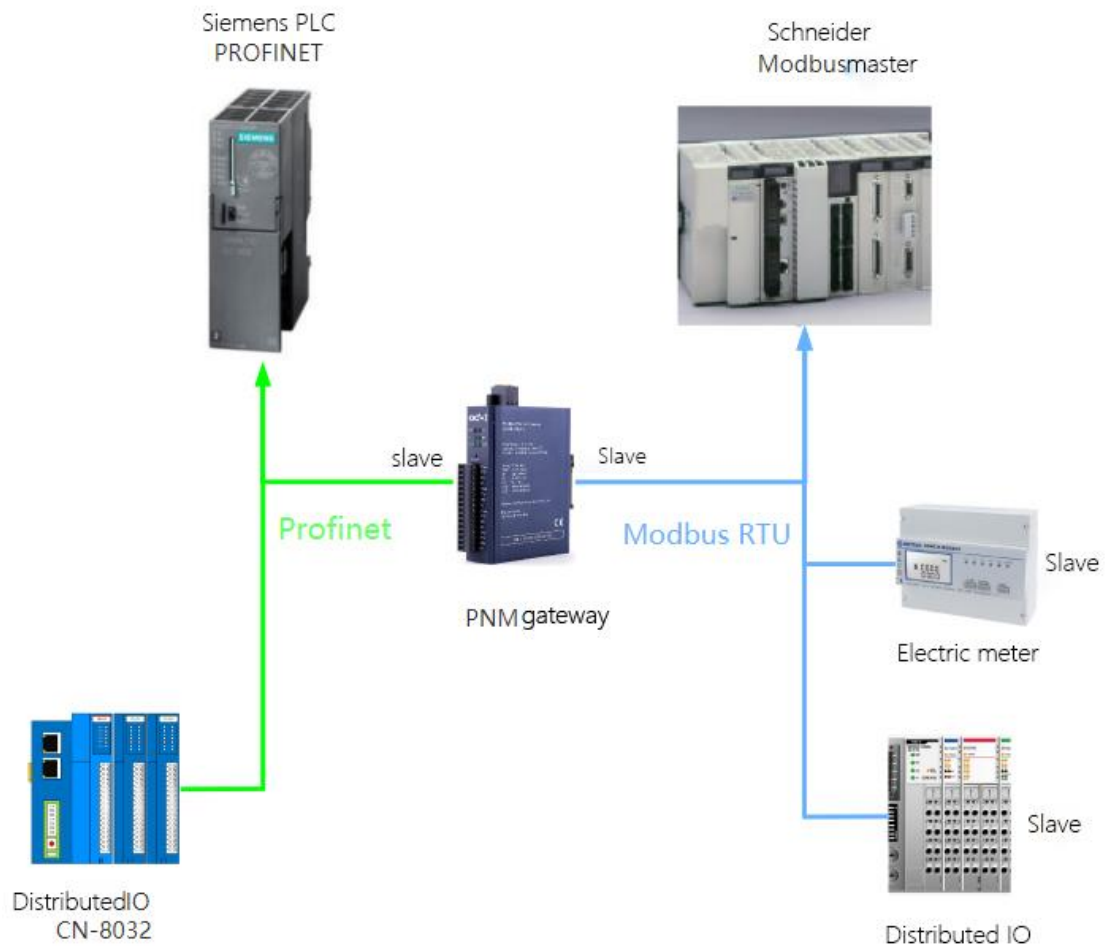 Siemens PLC
PROFINET
Schneider
Modbusmaster
SIEMENS
slave
Slave
Profinet
Modbus RTU
PNM gateway
Slave
Electric meter
DistributedIO
CN-8032
Slave
Distributed IO